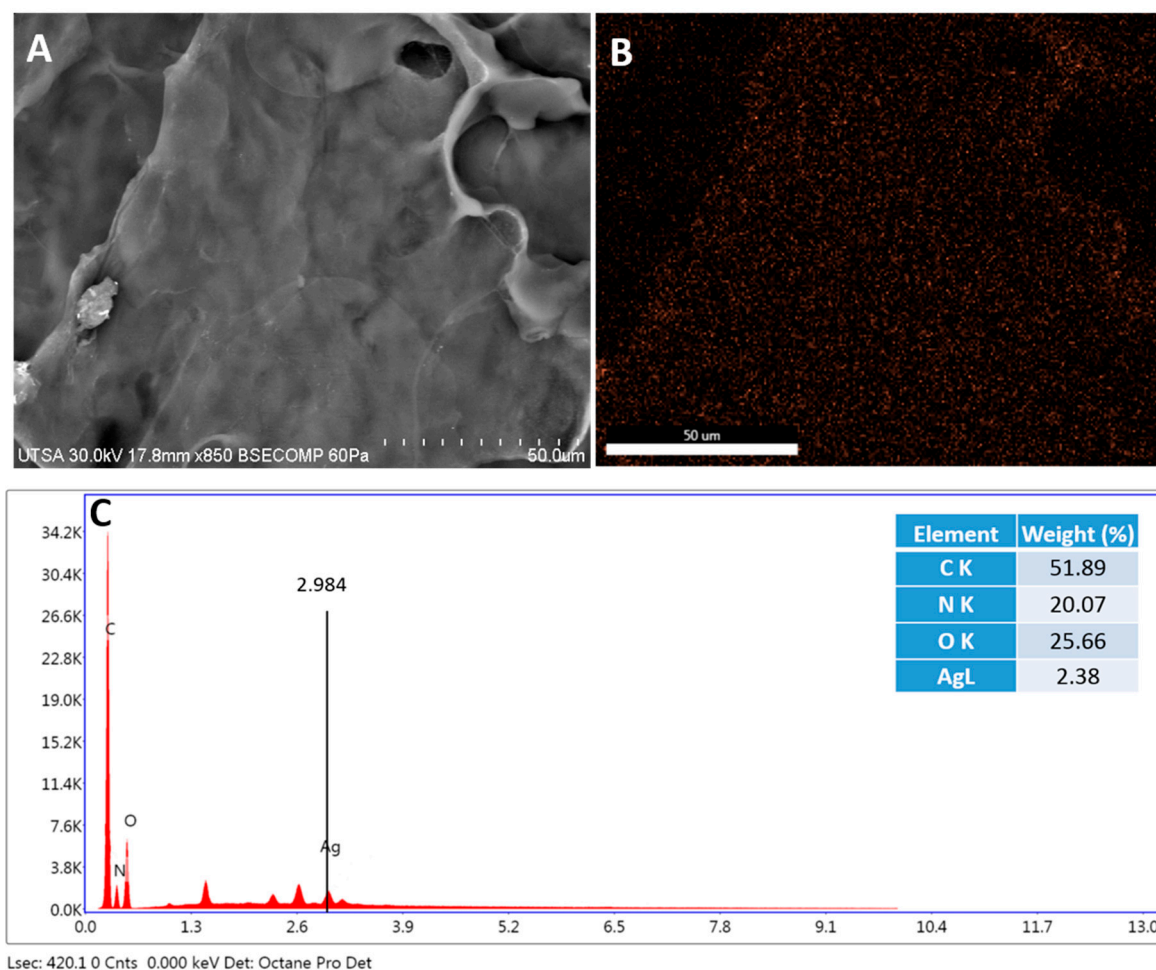 A
B
UTSA 30.0kV 17.8mm x850 BSECOMP 60Pa
50.0um
50 um
C
34.2K
30.4K
26.6K
22.8K
19.0K
15.2K
11.4K
7.6K
3.8K
0.0K
C
N
O
2.984
Ag
Element Weight (%)
C K 51.89
N K 20.07
O K 25.66
AgL 2.38
0.0 1.3 2.6 3.9 5.2 6.5 7.8 9.1 10.4 11.7 13.0
Lsec: 420.1 0 Cnts 0.000 keV Det: Octane Pro Det